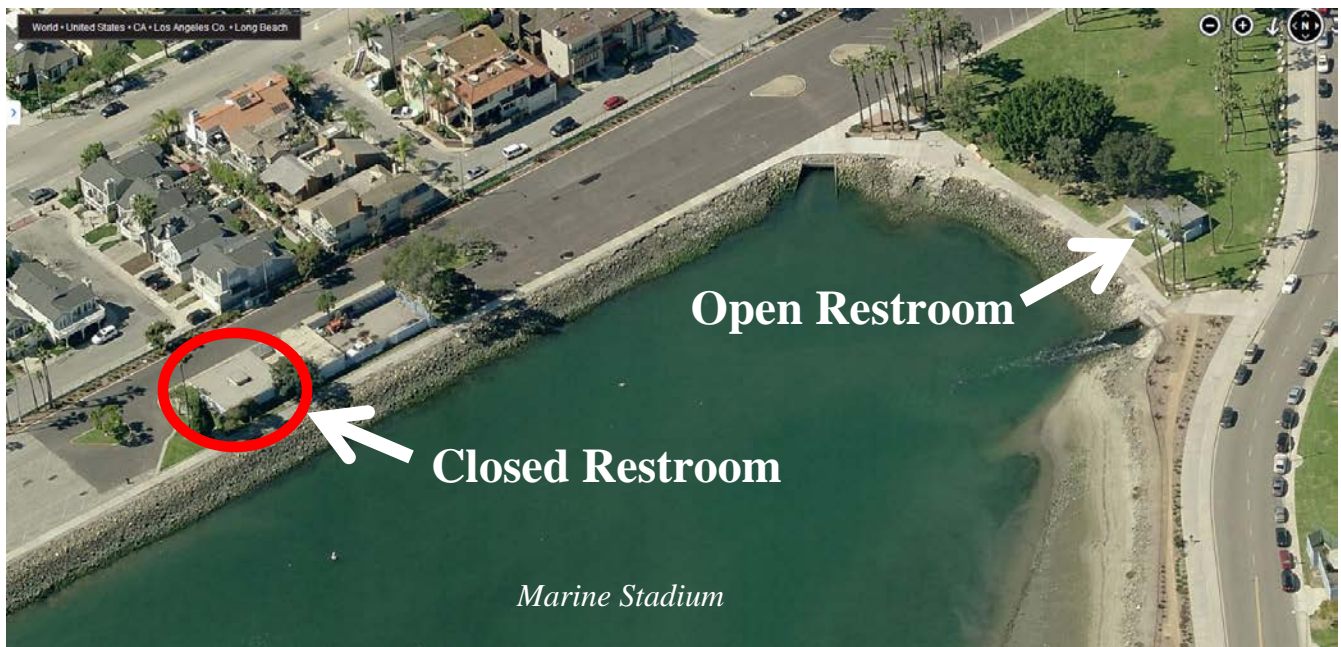 World • United States • CA • Los Angeles Co. • Long Beach
N
Open Restroom
Closed Restroom
Marine Stadium